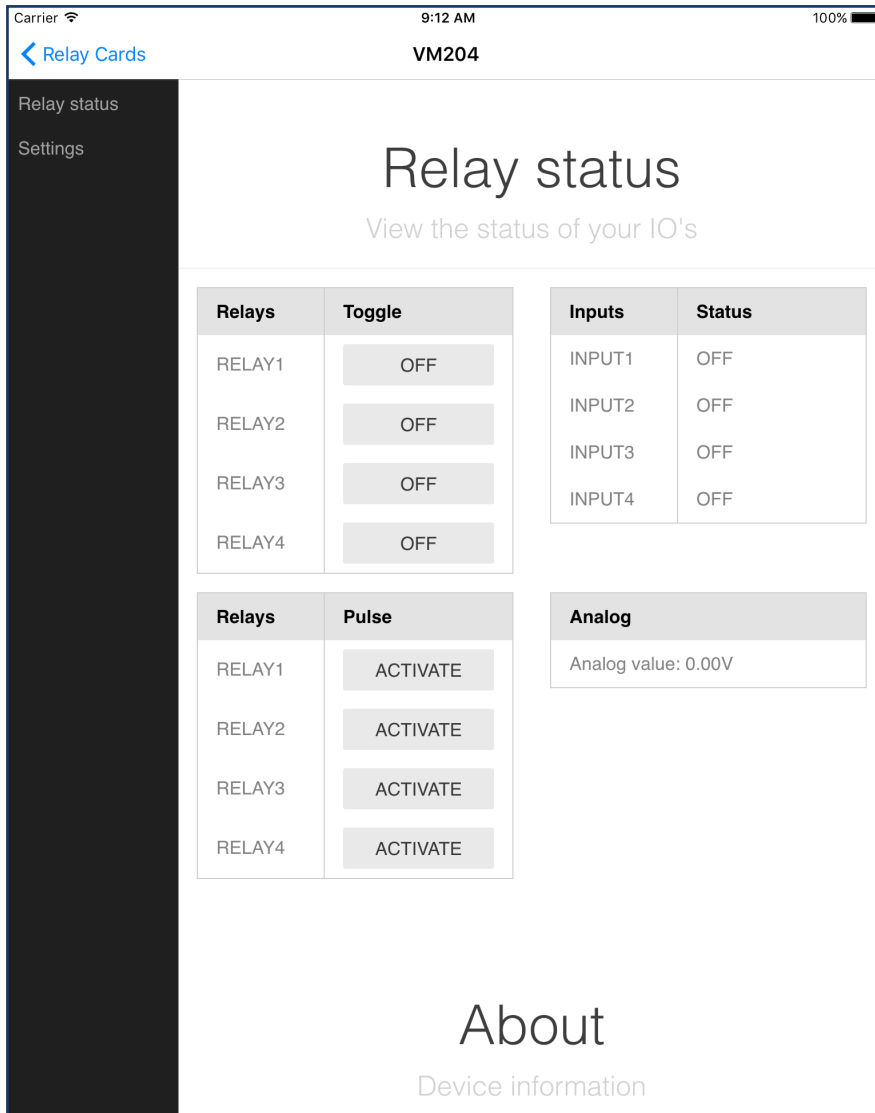 Carrier 9:12 AM 100%
Relay Cards VM204
Relay status
Settings
Relay status
View the status of your IO's
Relays Toggle
RELAY1 OFF
RELAY2 OFF
RELAY3 OFF
RELAY4 OFF
Inputs Status
INPUT1 OFF
INPUT2 OFF
INPUT3 OFF
INPUT4 OFF
Relays Pulse
RELAY1 ACTIVATE
RELAY2 ACTIVATE
RELAY3 ACTIVATE
RELAY4 ACTIVATE
Analog
Analog value: 0.00V
About
Device information